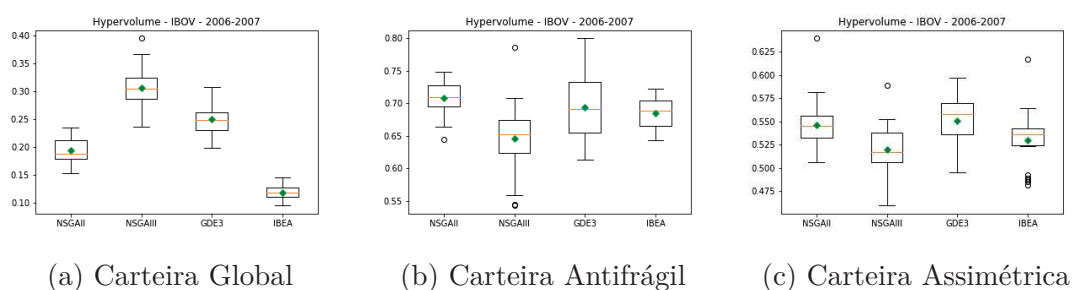 Hypervolume - IBOV - 2006-2007
0.40
0.35
0.30
0.25
0.20
0.15
0.10
NSGAII NSGAIII GDE3 IBEA
(a) Carteira Global
Hypervolume - IBOV - 2006-2007
0.80
0.75
0.70
0.65
0.60
0.55
NSGAII NSGAIII GDE3 IBEA
(b) Carteira Antifrágil
Hypervolume - IBOV - 2006-2007
0.625
0.600
0.575
0.550
0.525
0.500
0.475
NSGAII NSGAIII GDE3 IBEA
(c) Carteira Assimétrica